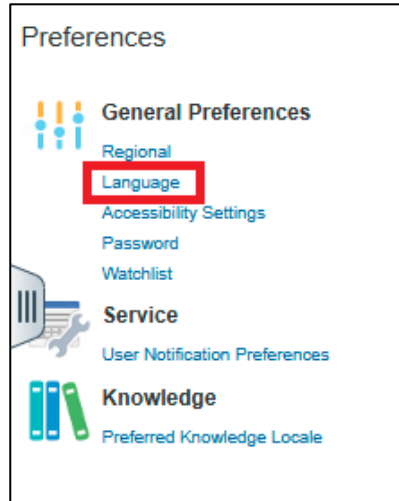 Preferences
General Preferences
Regional
Language
Accessibility Settings
Password
Watchlist
Service
User Notification Preferences
Knowledge
Preferred Knowledge Locale